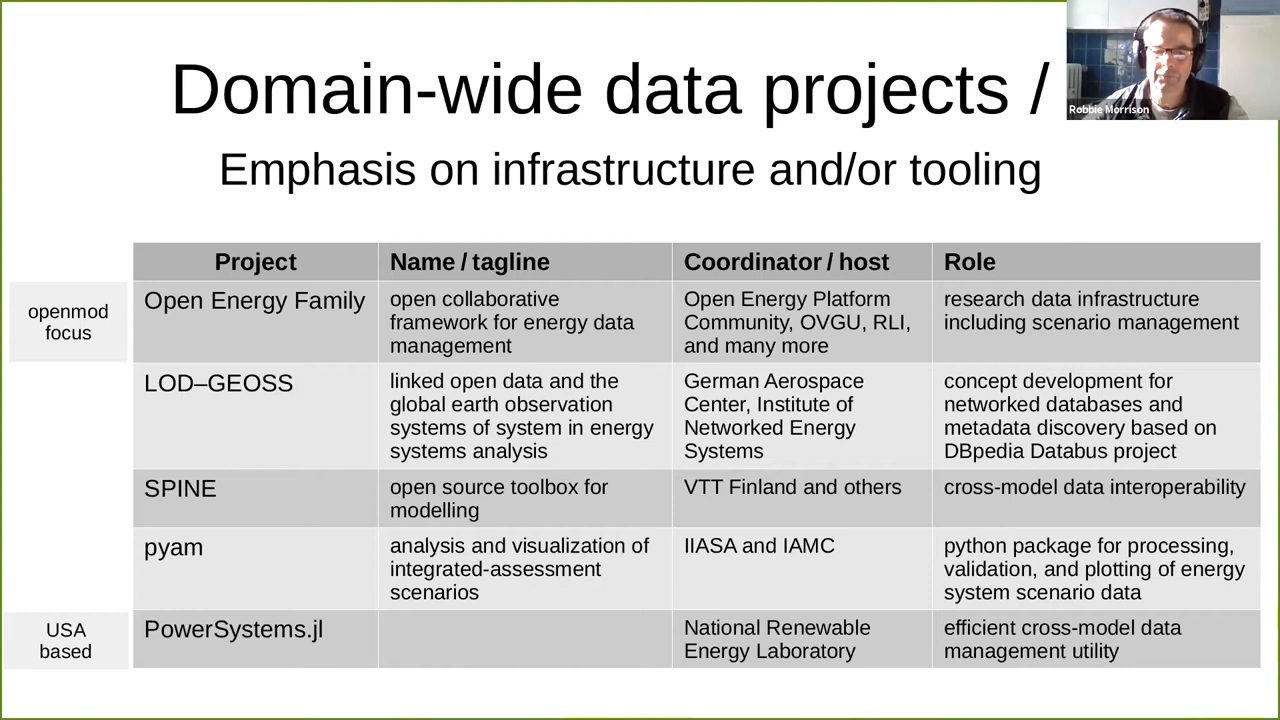 Domain-wide data projects /
Robbie Morrison
Emphasis on infrastructure and/or tooling
Project
Name / tagline
Coordinator / host
Role
openmod
focus
Open Energy Family
open collaborative
framework for energy data
management
Open Energy Platform
Community, OVGU, RLI,
and many more
research data infrastructure
including scenario management
LOD–GEOSS
linked open data and the
global earth observation
systems of system in energy
systems analysis
German Aerospace
Center, Institute of
Networked Energy
Systems
concept development for
networked databases and
metadata discovery based on
DBpedia Databus project
SPINE
open source toolbox for
modelling
VTT Finland and others
cross-model data interoperability
pyam
analysis and visualization of
integrated-assessment
scenarios
IIASA and IAMC
python package for processing,
validation, and plotting of energy
system scenario data
USA
based
PowerSystems.jl
National Renewable
Energy Laboratory
efficient cross-model data
management utility